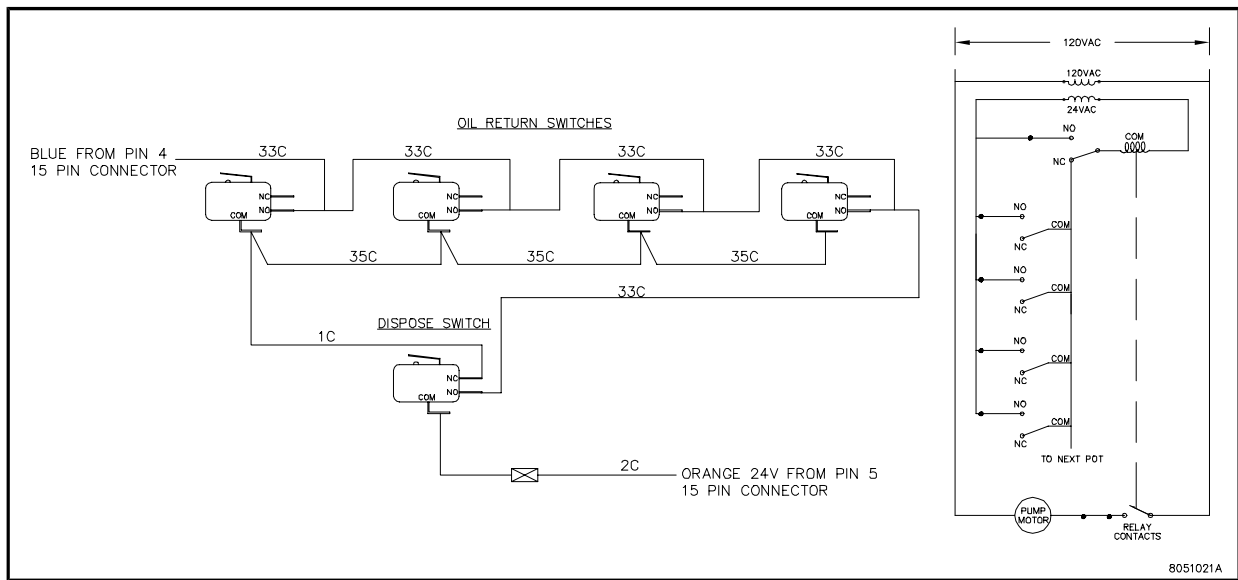 OIL RETURN SWITCHES
BLUE FROM PIN 4
15 PIN CONNECTOR
33C
33C
33C
33C
NC
NO
COM
NC
NO
COM
NC
NO
COM
NC
NO
COM
35C
35C
35C
33C
DISPOSE SWITCH
1C
NC
NO
COM
2C
ORANGE 24V FROM PIN 5
15 PIN CONNECTOR
120VAC
120VAC
24VAC
NO
COM
NC
NO
COM
NC
NO
COM
NC
NO
COM
NC
NO
COM
NC
TO NEXT POT
PUMP
MOTOR
RELAY
CONTACTS
8051021A